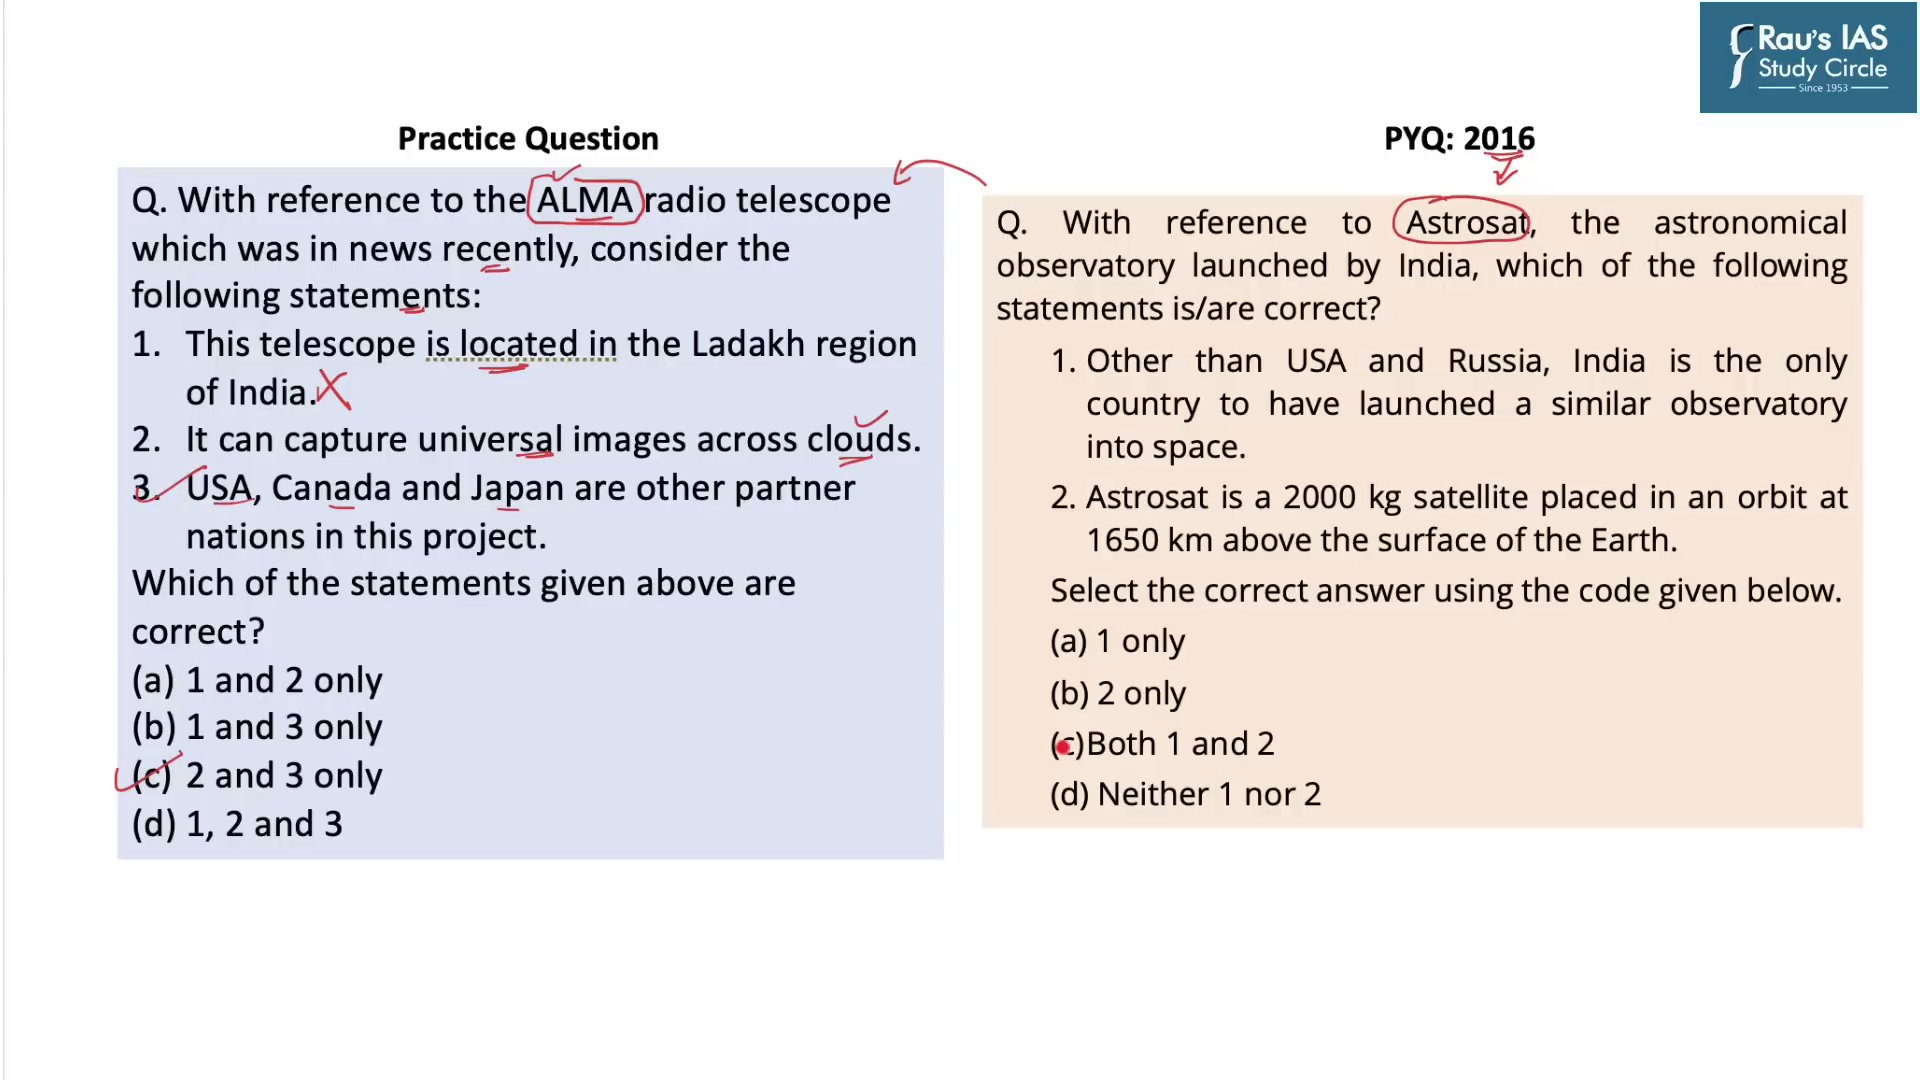 Rau's IAS
Study Circle
Since 1953
Practice Question
Q. With reference to the ALMA radio telescope
which was in news recently, consider the
following statements:
1. This telescope is located in the Ladakh region
of India.
2. It can capture universal images across clouds.
3. USA, Canada and Japan are other partner
nations in this project.
Which of the statements given above are
correct?
(a) 1 and 2 only
(b) 1 and 3 only
(c) 2 and 3 only
(d) 1, 2 and 3
PYQ: 2016
Q. With reference to Astrosat, the astronomical
observatory launched by India, which of the following
statements is/are correct?
1. Other than USA and Russia, India is the only
country to have launched a similar observatory
into space.
2. Astrosat is a 2000 kg satellite placed in an orbit at
1650 km above the surface of the Earth.
Select the correct answer using the code given below.
(a) 1 only
(b) 2 only
(c)Both 1 and 2
(d) Neither 1 nor 2